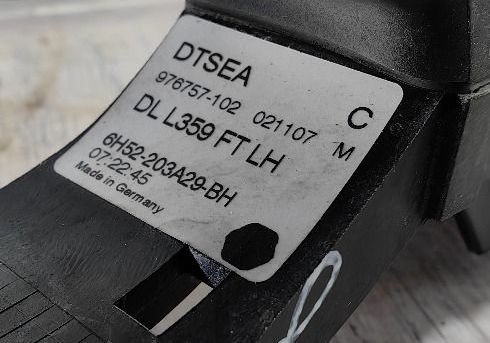 DTSEA
976757-102 021107 C
DL L359 FT LH M
6H52-203A29-BH
07:22:45
Made in Germany